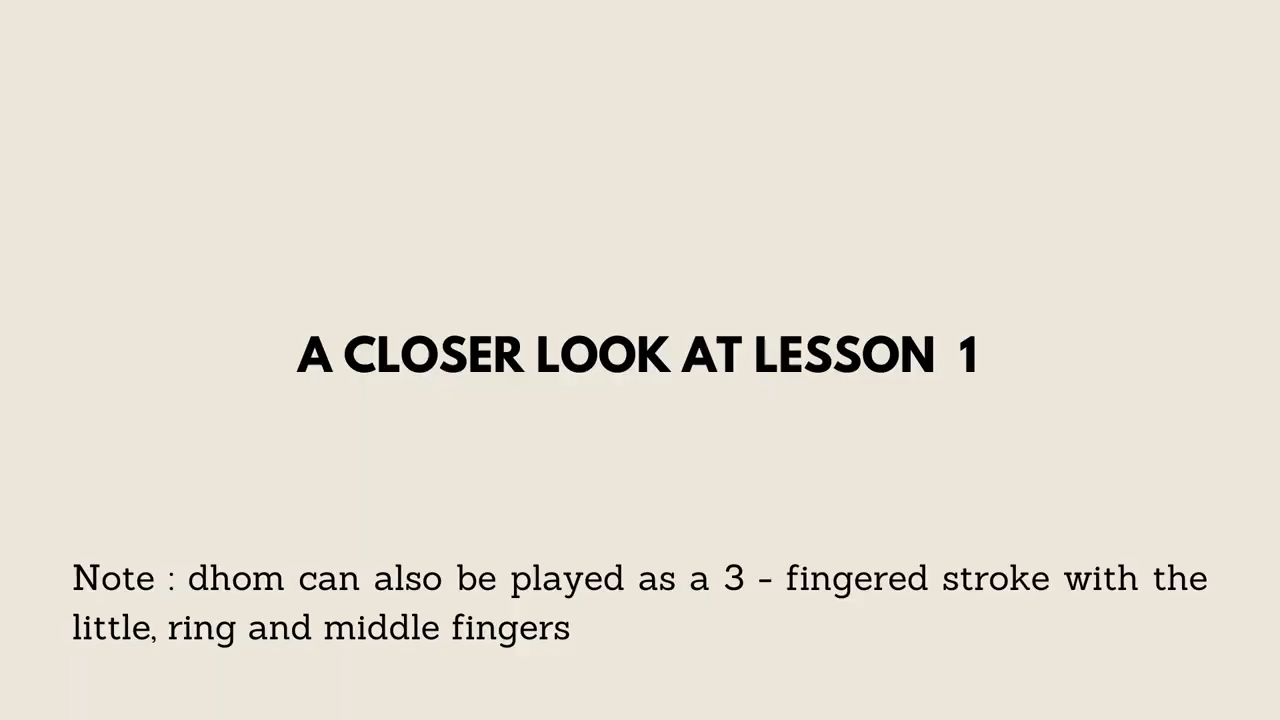 A CLOSER LOOK AT LESSON 1
Note : dhom can also be played as a 3 - fingered stroke with the
little, ring and middle fingers